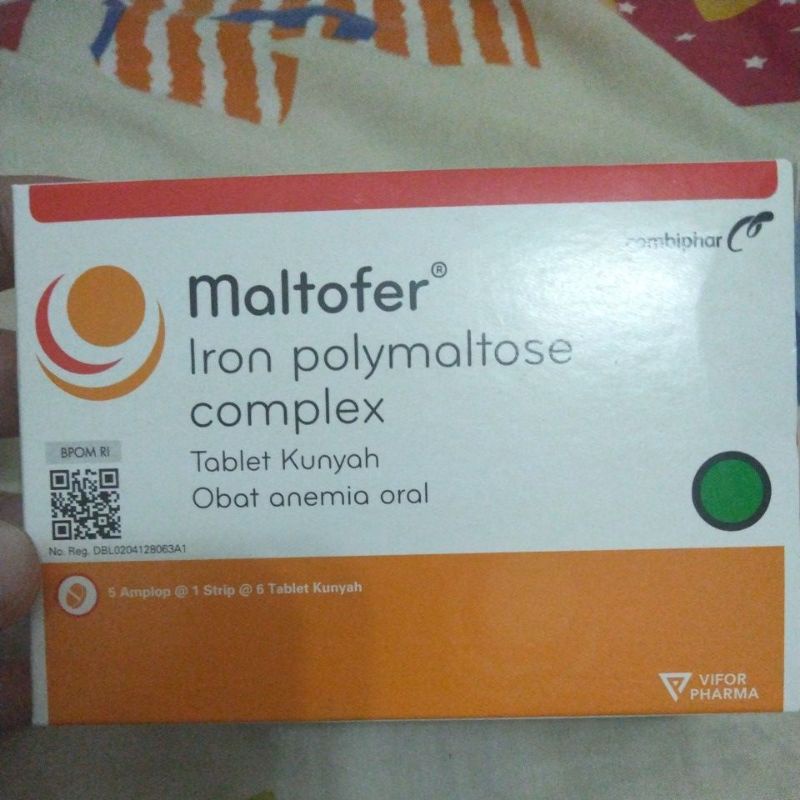 combiphar
Maltofer®
Iron polymaltose
complex
Tablet Kunyah
Obat anemia oral
BPOM RI
No. Reg. DBL0204128063A1
5 Amplop @ 1 Strip @ 6 Tablet Kunyah
VIFOR
PHARMA